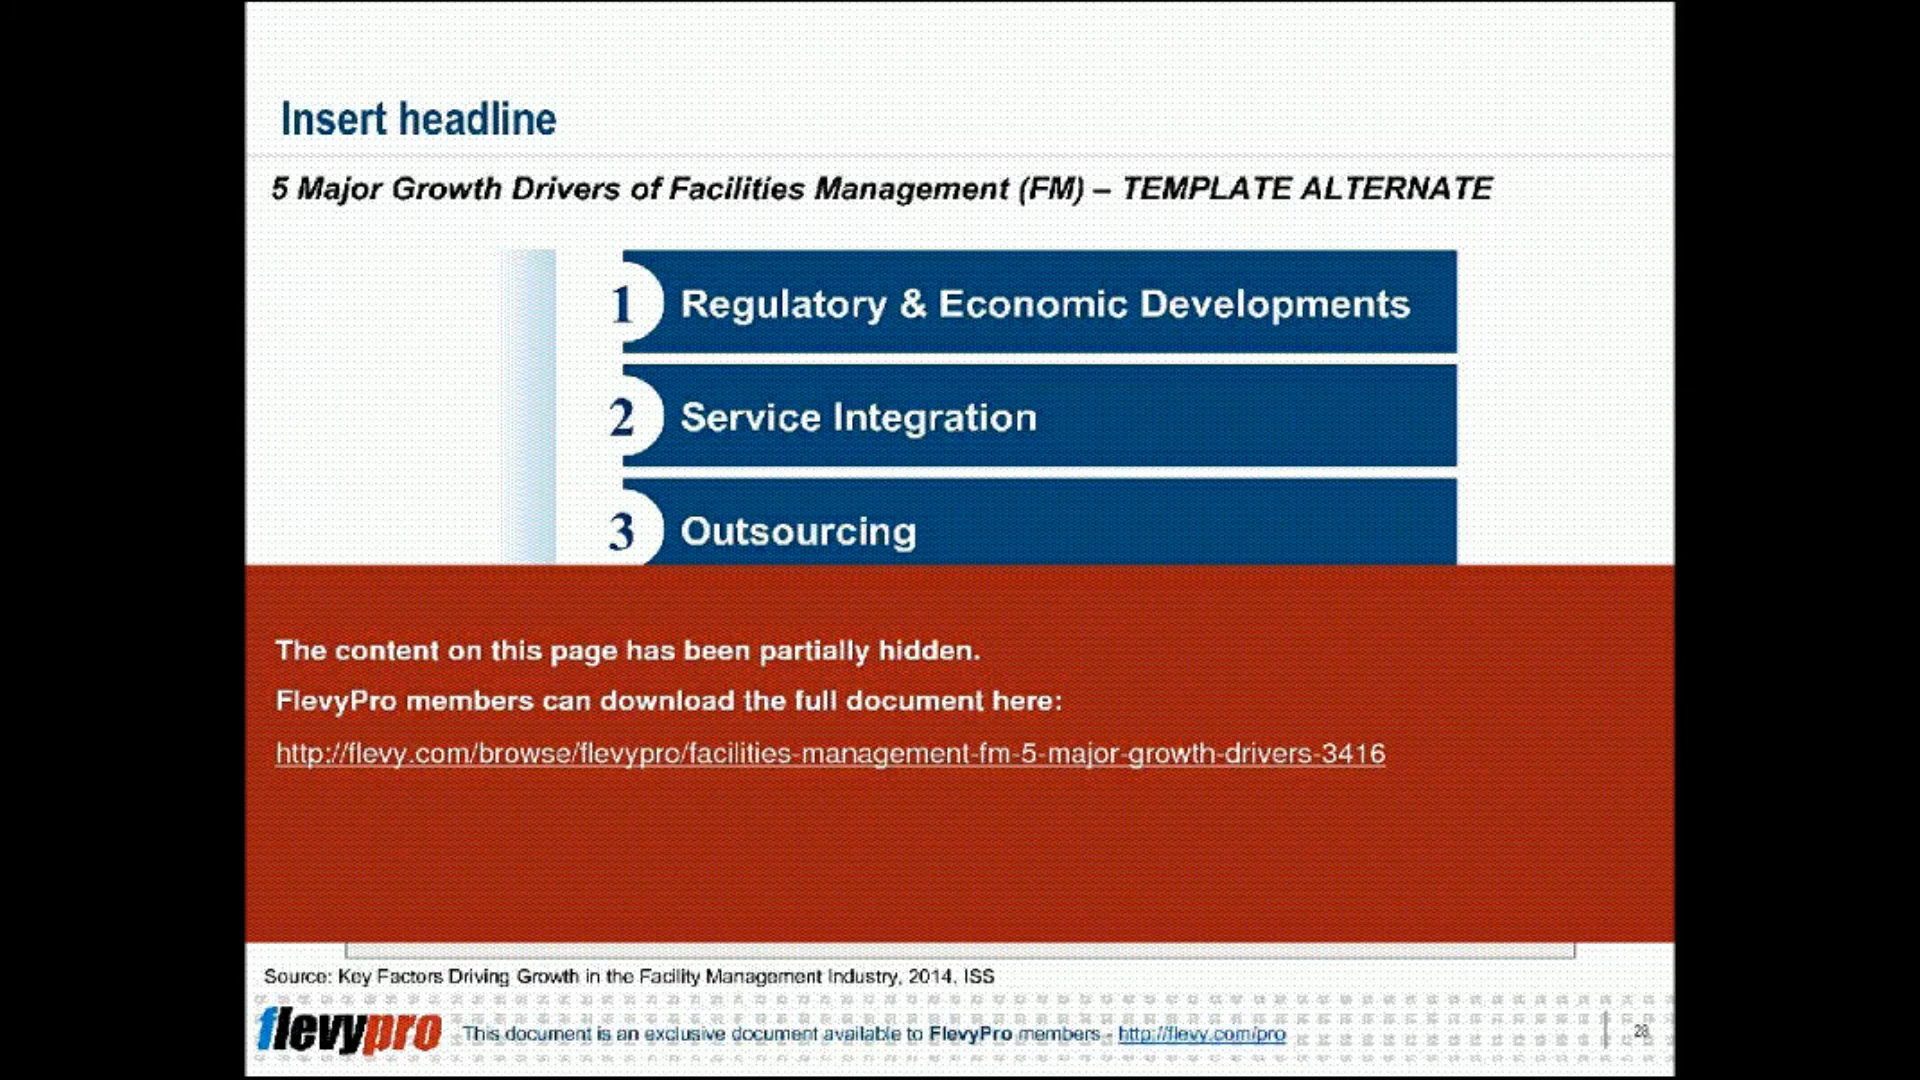 Insert headline
5 Major Growth Drivers of Facilities Management (FM) – TEMPLATE ALTERNATE
1 Regulatory & Economic Developments
2 Service Integration
3 Outsourcing
The content on this page has been partially hidden.
FlevyPro members can download the full document here:
http://flevy.com/browse/flevypro/facilities-management-fm-5-major-growth-drivers-3416
Source: Key Factors Driving Growth in the Facility Management Industry, 2014, ISS
flevypro This document is an exclusive document available to FlevyPro members - http://flevy.com/pro 28